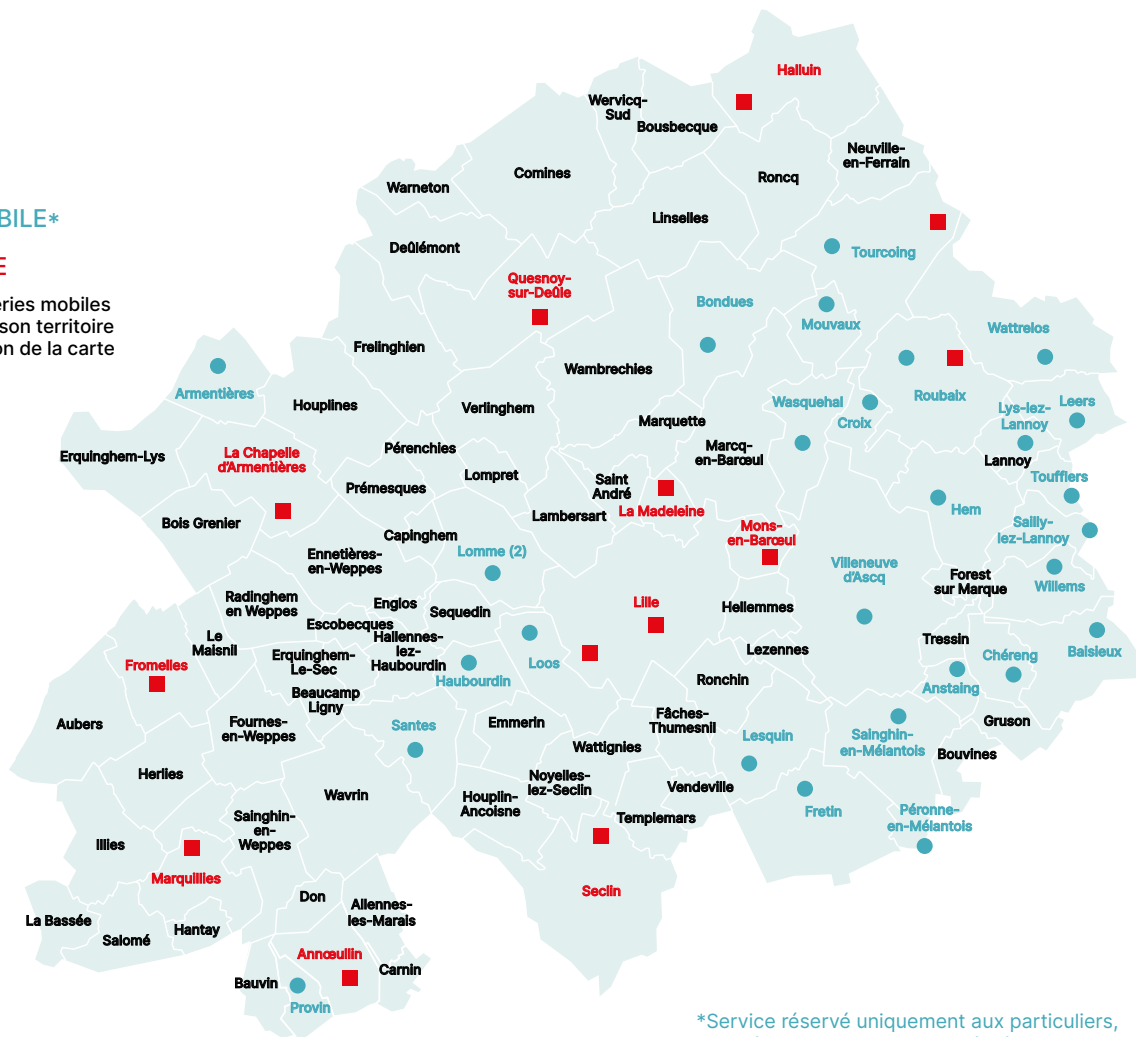 Halluin
Wervicq-
Sud
Bousbecque
Neuville-
en-Ferrain
Comines
Roncq
Warneton
Linselles
BILE*
Deûlémont
Tourcoing
E
Quesnoy-
sur-Deûle
éries mobiles
son territoire
on de la carte
Bondues
Mouvaux
Wattrelos
Frelinghien
Wambrechies
Armentières
Houplines
Verlinghem
Wasquehal
Croix
Roubaix
Lys-lez-
Lannoy
Leers
Marquette
Erquinghem-Lys
La Chapelle
d'Armentières
Pérenchies
Marcq-
en-Barœul
Lannoy
Prémesques
Lompret
Saint
André
Toufflers
La Madeleine
Hem
Bois Grenier
Lambersart
Mons-
en-Barœul
Sailly-
lez-Lannoy
Capinghem
Ennetières-
en-Weppes
Lomme (2)
Villeneuve
d'Ascq
Forest
sur Marque
Willems
Radinghem
en Weppes
Englos
Sequedin
Lille
Hellemmes
Escobecques
Le
Maisnil
Hallennes-
lez-
Haubourdin
Tressin
Lezennes
Baisieux
Fromelles
Erquinghem-
Le-Sec
Loos
Chéreng
Haubourdin
Ronchin
Anstaing
Beaucamp
Ligny
Aubers
Fournes-
en-Weppes
Santes
Emmerin
Fâches-
Thumesnil
Gruson
Lesquin
Sainghin-
en-Mélantois
Wattignies
Bouvines
Herlies
Noyelles-
lez-Seclin
Vendeville
Wavrin
Houplin-
Ancoisne
Fretin
Péronne-
en-Mélantois
Templemars
Sainghin-
en-
Weppes
Illies
Marquillies
Seclin
Don
Allennes-
les-Marais
La Bassée
Salomé
Hantay
Annœullin
Carnin
Bauvin
Provin
*Service réservé uniquement aux particuliers,